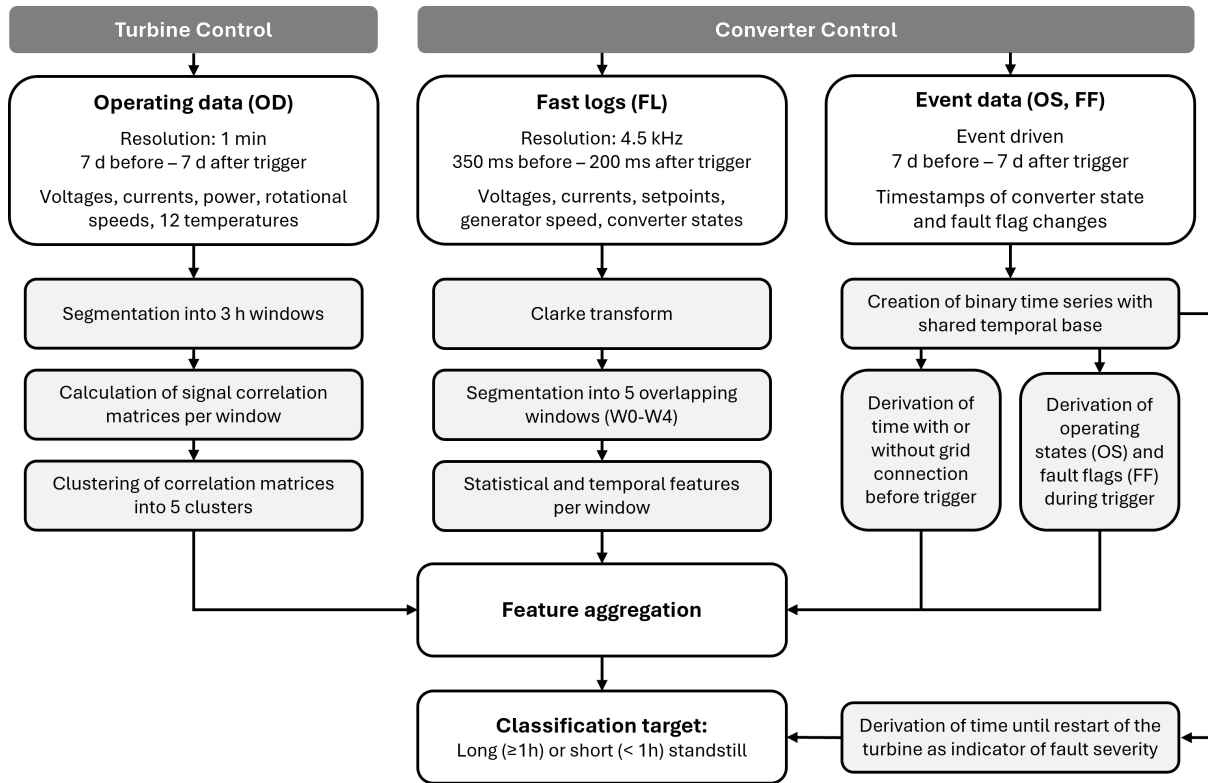 Turbine Control
Converter Control
Operating data (OD)
Resolution: 1 min
7 d before – 7 d after trigger
Voltages, currents, power, rotational
speeds, 12 temperatures
Fast logs (FL)
Resolution: 4.5 kHz
350 ms before – 200 ms after trigger
Voltages, currents, setpoints,
generator speed, converter states
Event data (OS, FF)
Event driven
7 d before – 7 d after trigger
Timestamps of converter state
and fault flag changes
Segmentation into 3 h windows
Calculation of signal correlation
matrices per window
Clustering of correlation matrices
into 5 clusters
Clarke transform
Segmentation into 5 overlapping
windows (W0-W4)
Statistical and temporal features
per window
Creation of binary time series with
shared temporal base
Derivation of
time with or
without grid
connection
before trigger
Derivation of
operating
states (OS) and
fault flags (FF)
during trigger
Feature aggregation
Classification target:
Long (≥1h) or short (< 1h) standstill
Derivation of time until restart of the
turbine as indicator of fault severity